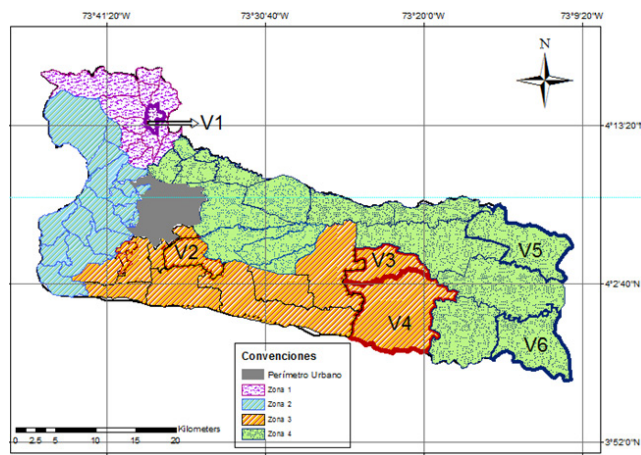 73°41'20"W 73°30'40"W 73°20'0"W 73°9'20"W
N
V1
4°13'20"N
V2
V3
V5
4°2'40"N
V4
V6
Convenciones
Perímetro Urbano
Zona 1
Zona 2
Zona 3
Zona 4
Kilometers
0 2.5 5 10 15 20
3°52'0"N